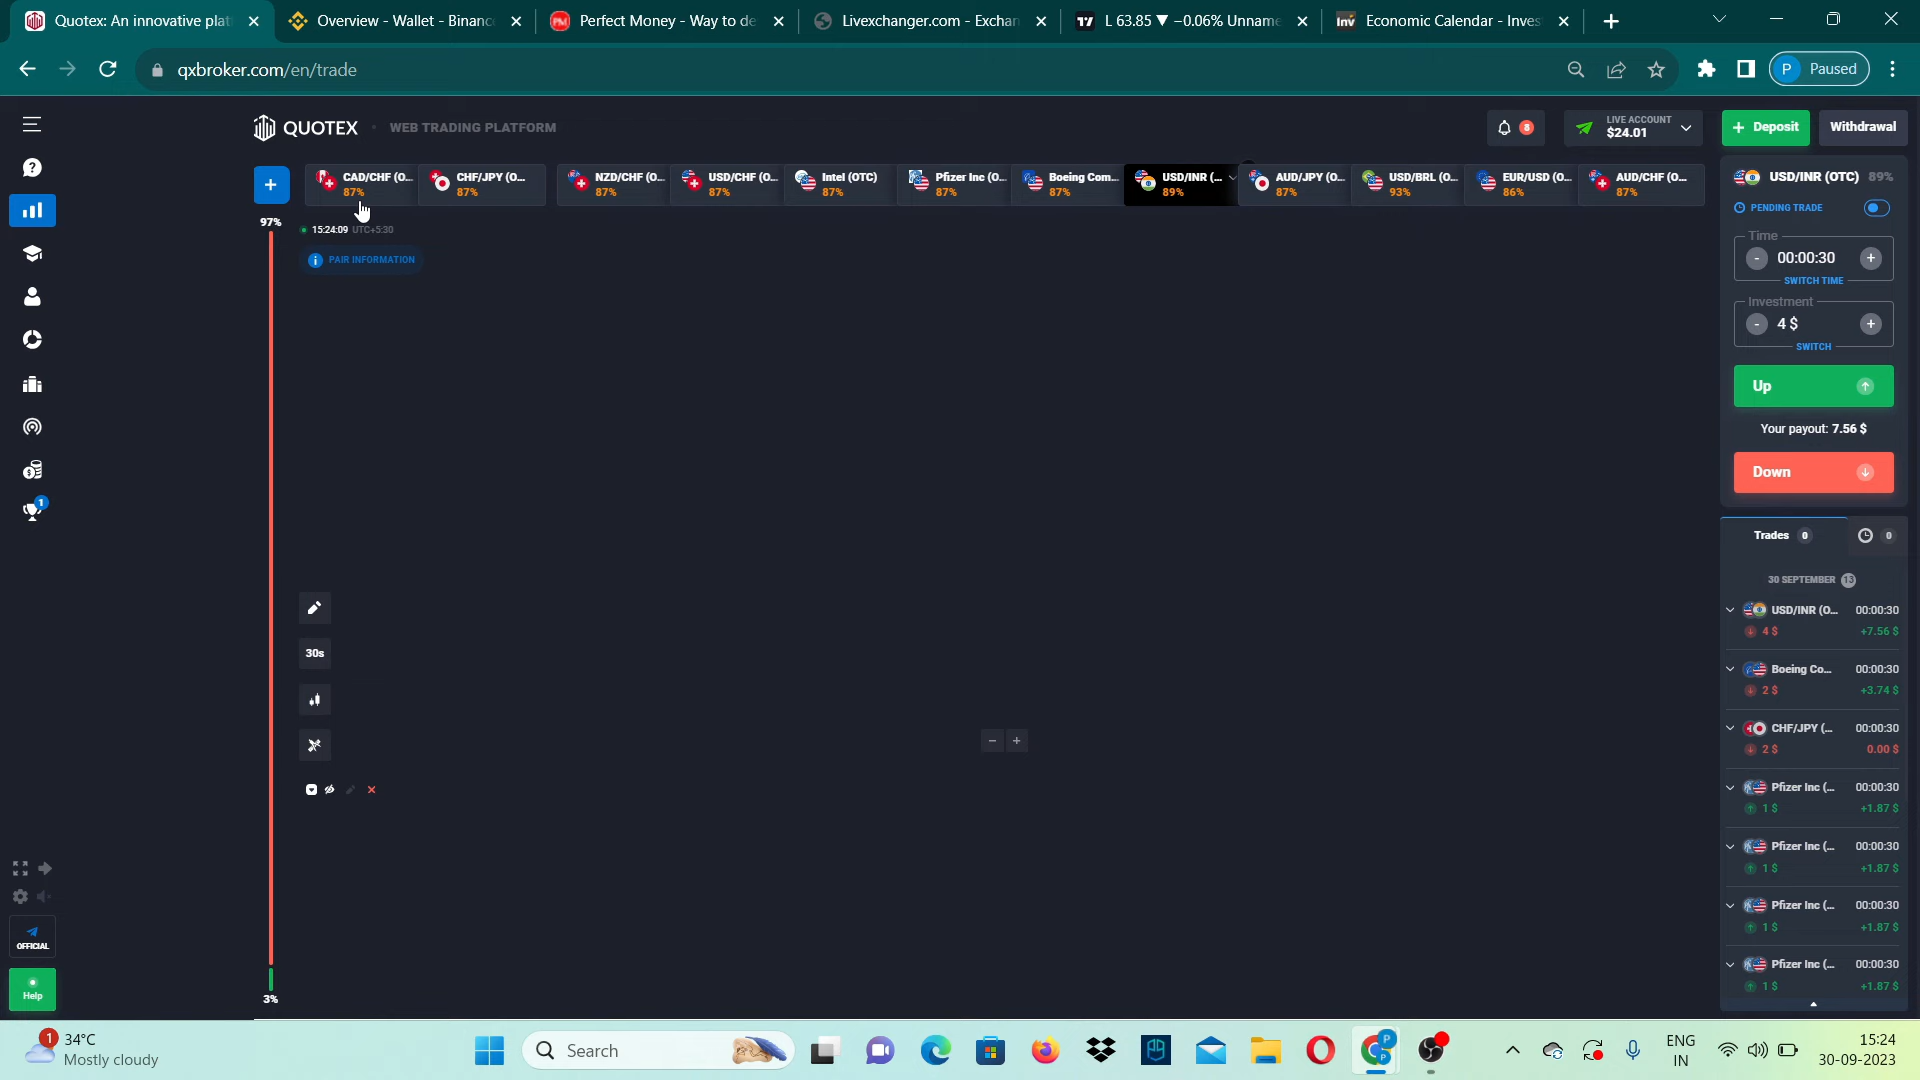 Quotex: An innovative plat
Overview - Wallet - Binanc
Perfect Money - Way to de
Livexchanger.com - Exchan
L 63.85 ▼ −0.06% Unname
Economic Calendar - Inves
qxbroker.com/en/trade
P Paused
QUOTEX • WEB TRADING PLATFORM
8
LIVE ACCOUNT
$24.01
+ Deposit
Withdrawal
+
CAD/CHF (O...
87%
CHF/JPY (O...
87%
NZD/CHF (O...
87%
USD/CHF (O...
87%
Intel (OTC)
87%
Pfizer Inc (O...
87%
Boeing Com...
87%
USD/INR (...
89%
AUD/JPY (O...
87%
USD/BRL (O...
93%
EUR/USD (O...
86%
AUD/CHF (O...
87%
97%
15:24:09 UTC+5:30
PAIR INFORMATION
30s
- +
3%
USD/INR (OTC) 89%
PENDING TRADE
Time
- 00:00:30 +
SWITCH TIME
Investment
- 4 $ +
SWITCH
Up
Your payout: 7.56 $
Down
Trades 0
0
30 SEPTEMBER 13
USD/INR (O... 00:00:30
4 $ +7.56 $
Boeing Co... 00:00:30
2 $ +3.74 $
CHF/JPY (... 00:00:30
2 $ 0.00 $
Pfizer Inc (... 00:00:30
1 $ +1.87 $
Pfizer Inc (... 00:00:30
1 $ +1.87 $
Pfizer Inc (... 00:00:30
1 $ +1.87 $
Pfizer Inc (... 00:00:30
1 $ +1.87 $
1
OFFICIAL
Help
1
34°C
Mostly cloudy
Search
ENG
IN
15:24
30-09-2023